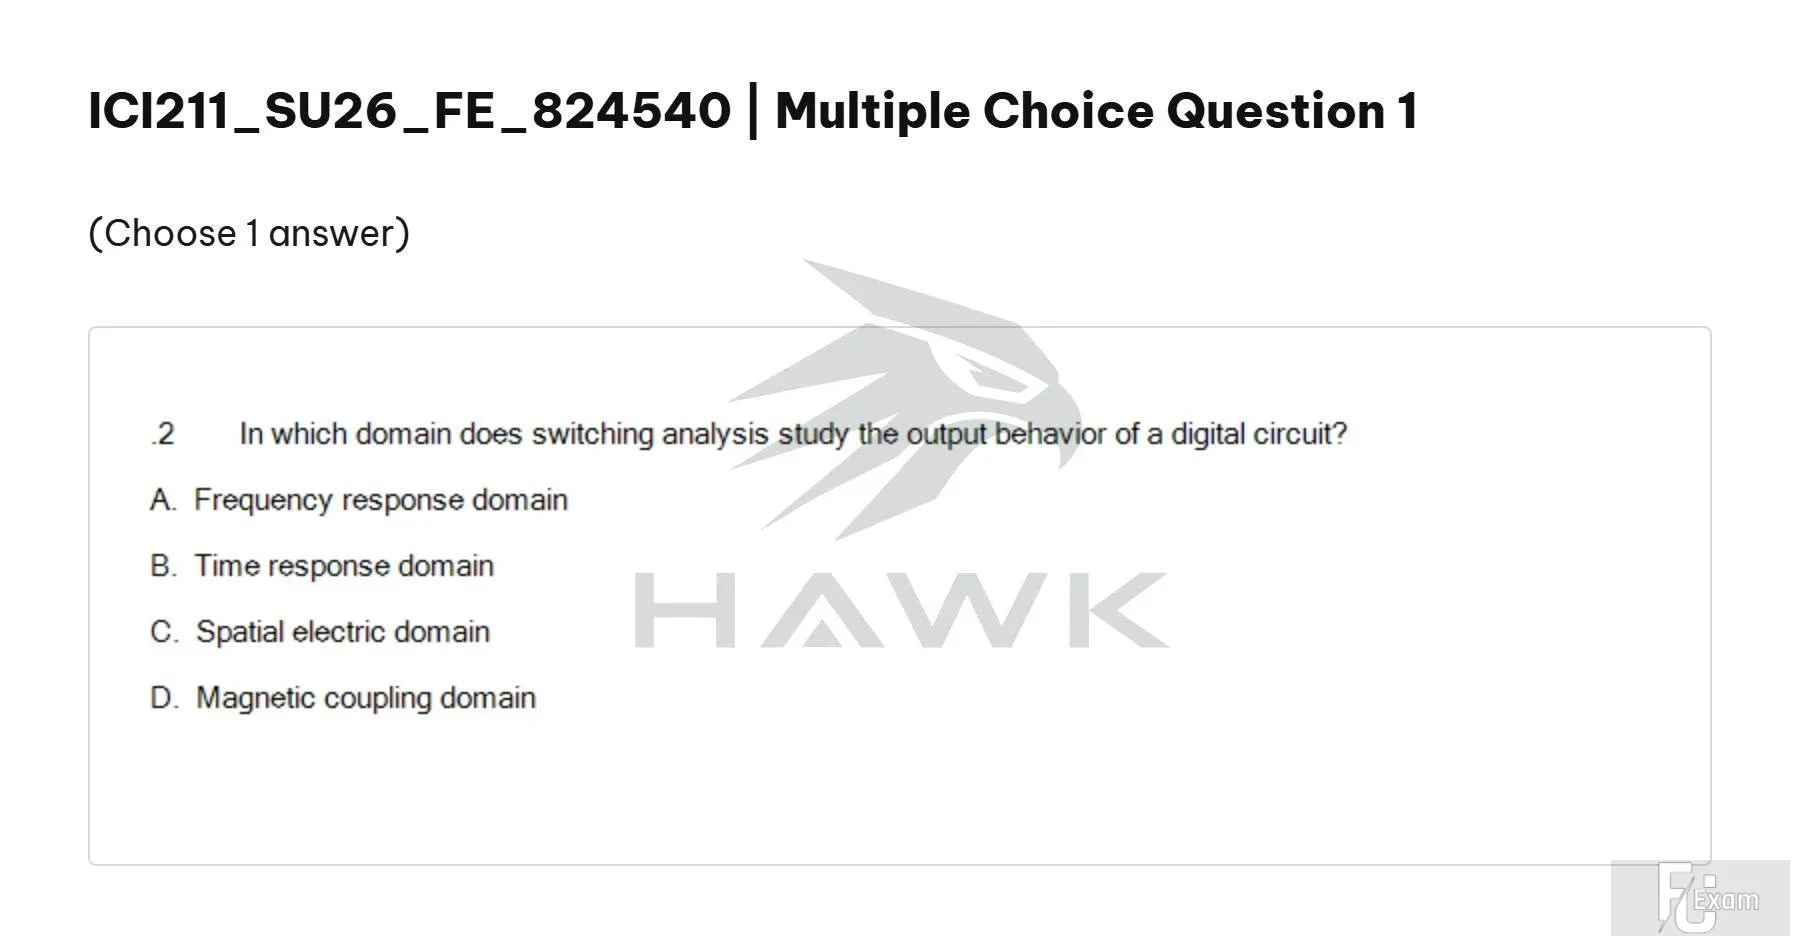 ICI211_SU26_FE_824540 | Multiple Choice Question 1
(Choose 1 answer)
.2 In which domain does switching analysis study the output behavior of a digital circuit?
A. Frequency response domain
B. Time response domain
C. Spatial electric domain
D. Magnetic coupling domain
HAWK
FU Exam